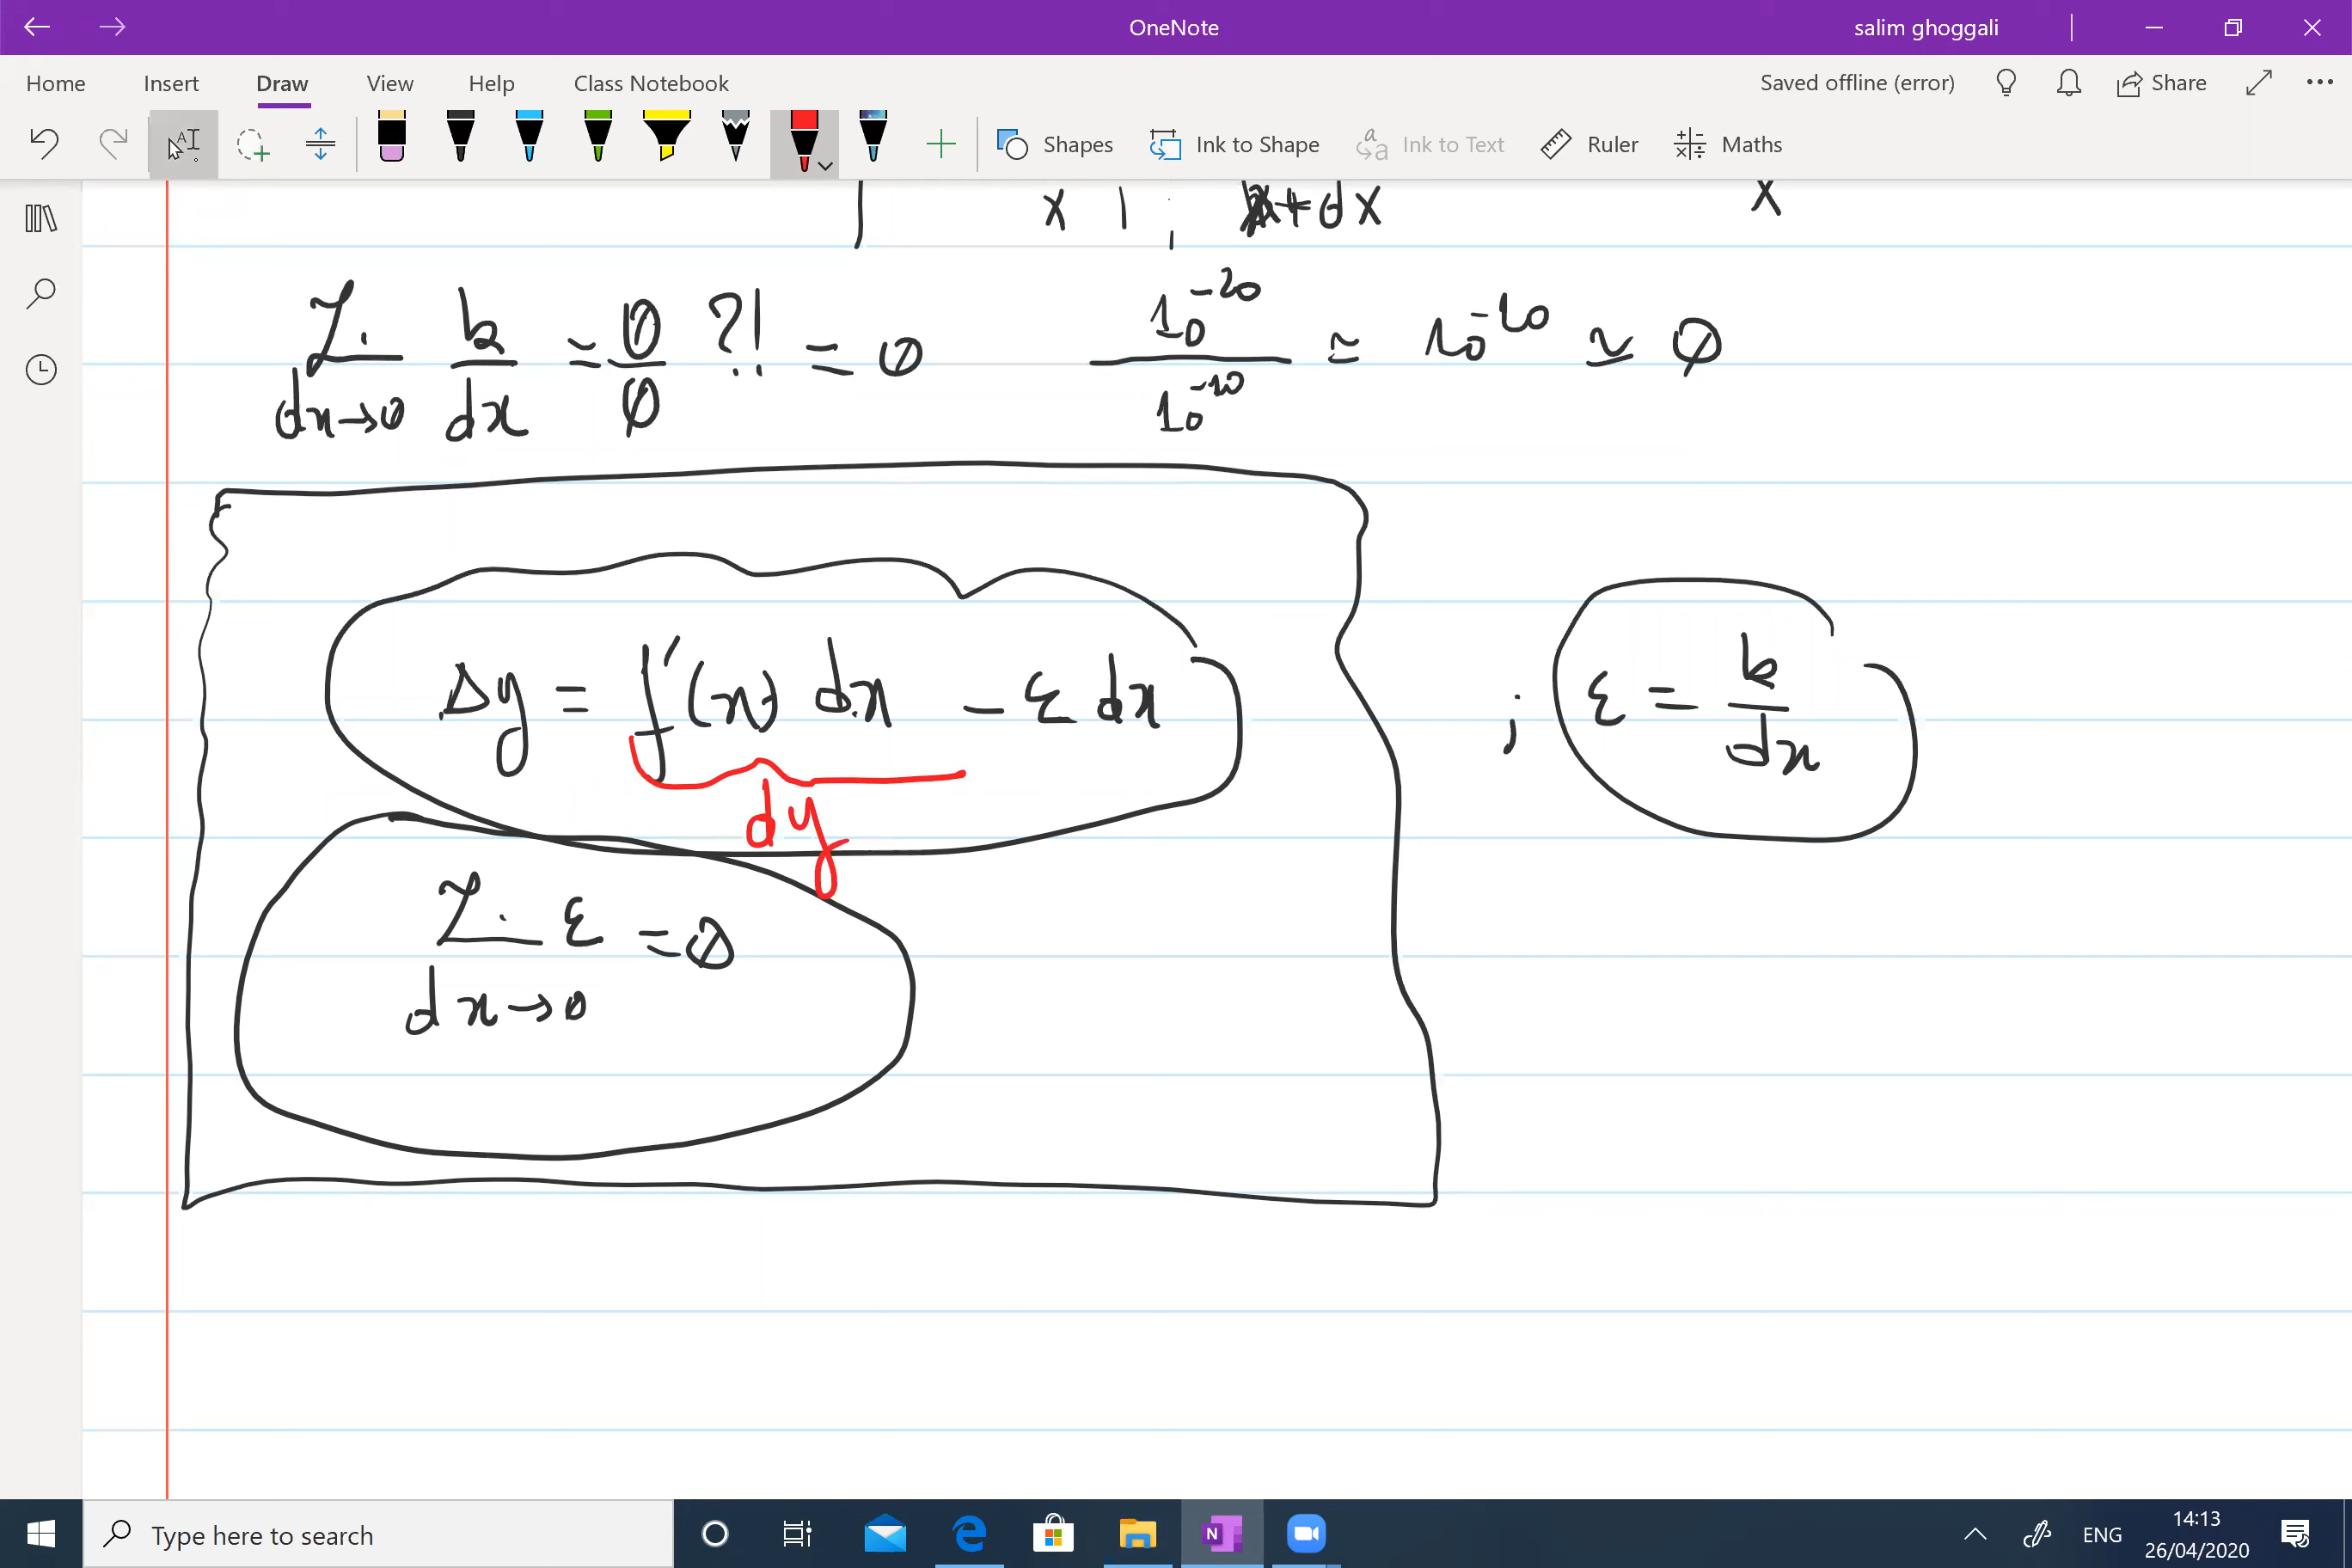 OneNote
salim ghoggali
Home Insert Draw View Help Class Notebook
Saved offline (error)
Share
Shapes Ink to Shape Ink to Text Ruler Maths
x x+dx x
Li dx→0 k/dx = 0/0 ?! = 0
10^-20 / 10^-10 ≃ 10^-10 ≃ 0
Δy = f'(x) dx - ε dx ; ε = k/dx
dy
Li dx→0 ε = 0
Type here to search
ENG
14:13
26/04/2020